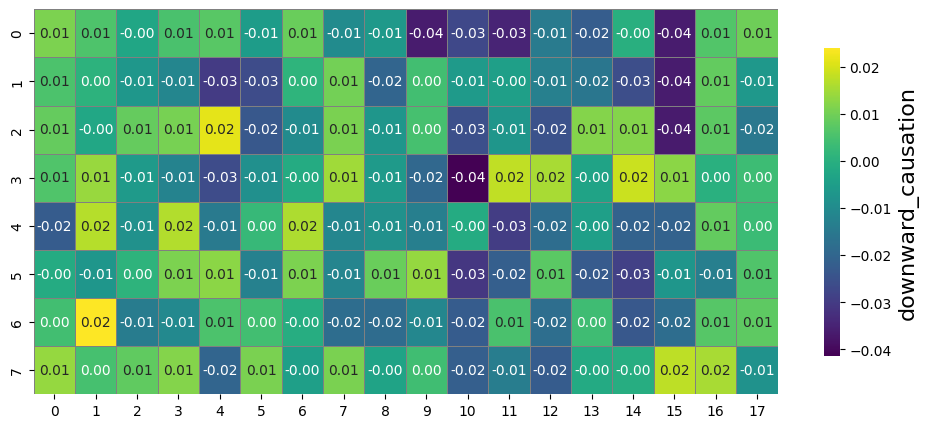 0 0.01 0.01 -0.00 0.01 0.01 -0.01 0.01 -0.01 -0.01 -0.04 -0.03 -0.03 -0.01 -0.02 -0.00 -0.04 0.01 0.01
1 0.01 0.00 -0.01 -0.01 -0.03 -0.03 0.00 0.01 -0.02 0.00 -0.01 -0.00 -0.01 -0.02 -0.03 -0.04 0.01 -0.01
2 0.01 -0.00 0.01 0.01 0.02 -0.02 -0.01 0.01 -0.01 0.00 -0.03 -0.01 -0.02 0.01 0.01 -0.04 0.01 -0.02
3 0.01 0.01 -0.01 -0.01 -0.03 -0.01 -0.00 0.01 -0.01 -0.02 -0.04 0.02 0.02 -0.00 0.02 0.01 0.00 0.00
4 -0.02 0.02 -0.01 0.02 -0.01 0.00 0.02 -0.01 -0.01 -0.01 -0.00 -0.03 -0.02 -0.00 -0.02 -0.02 0.01 0.00
5 -0.00 -0.01 0.00 0.01 0.01 -0.01 0.01 -0.01 0.01 0.01 -0.03 -0.02 0.01 -0.02 -0.03 -0.01 -0.01 0.01
6 0.00 0.02 -0.01 -0.01 0.01 0.00 -0.00 -0.02 -0.02 -0.01 -0.02 0.01 -0.02 0.00 -0.02 -0.02 0.01 0.01
7 0.01 0.00 0.01 0.01 -0.02 0.01 -0.00 0.01 -0.00 0.00 -0.02 -0.01 -0.02 -0.00 -0.00 0.02 0.02 -0.01
0 1 2 3 4 5 6 7 8 9 10 11 12 13 14 15 16 17
0.02
0.01
0.00
−0.01
−0.02
−0.03
−0.04
downward_causation